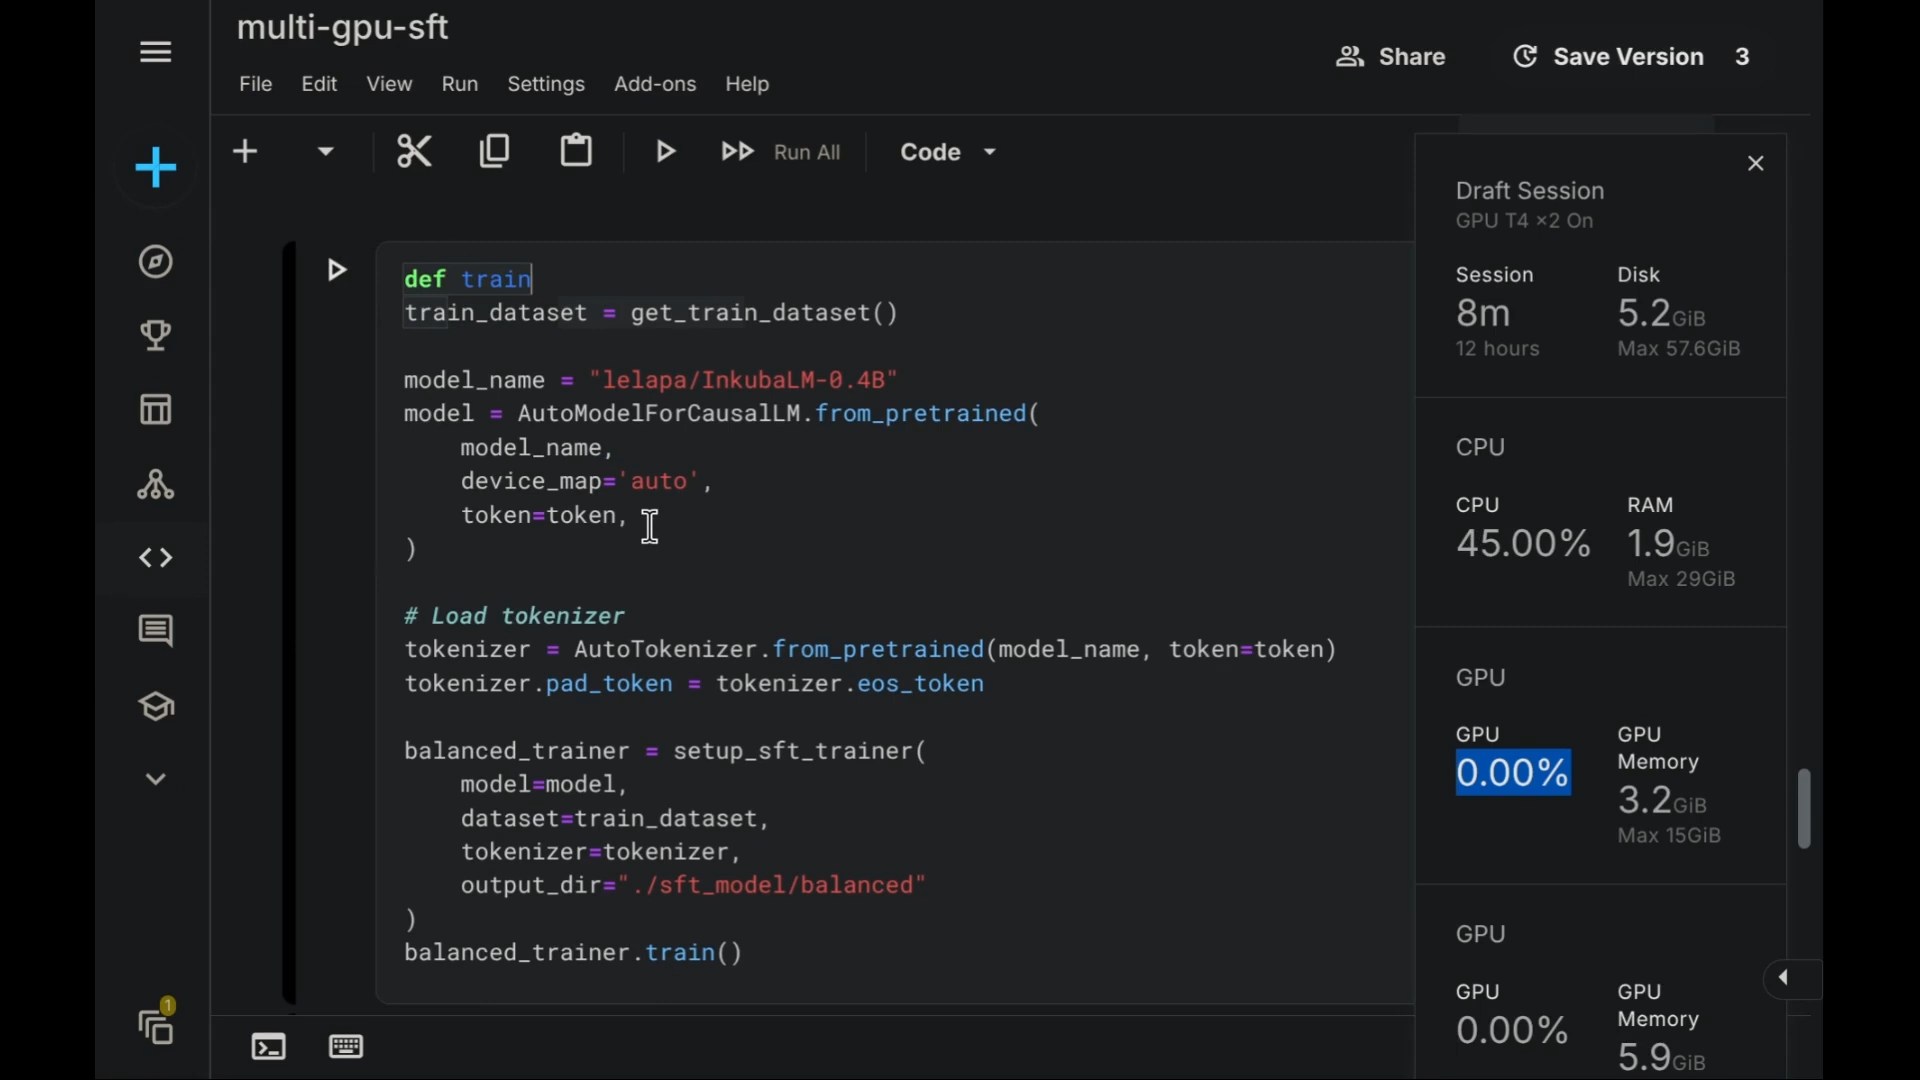 multi-gpu-sft
File Edit View Run Settings Add-ons Help
Share
Save Version 3
Run All
Code
def train
train_dataset = get_train_dataset()
model_name = "lelapa/InkubaLM-0.4B"
model = AutoModelForCausalLM.from_pretrained(
model_name,
device_map='auto',
token=token,
)
# Load tokenizer
tokenizer = AutoTokenizer.from_pretrained(model_name, token=token)
tokenizer.pad_token = tokenizer.eos_token
balanced_trainer = setup_sft_trainer(
model=model,
dataset=train_dataset,
tokenizer=tokenizer,
output_dir="./sft_model/balanced"
)
balanced_trainer.train()
Draft Session
GPU T4 ×2 On
Session Disk
8m 5.2GiB
12 hours Max 57.6GiB
CPU
CPU RAM
45.00% 1.9GiB
Max 29GiB
GPU
GPU GPU Memory
0.00% 3.2GiB
Max 15GiB
GPU
GPU GPU Memory
0.00% 5.9GiB
1